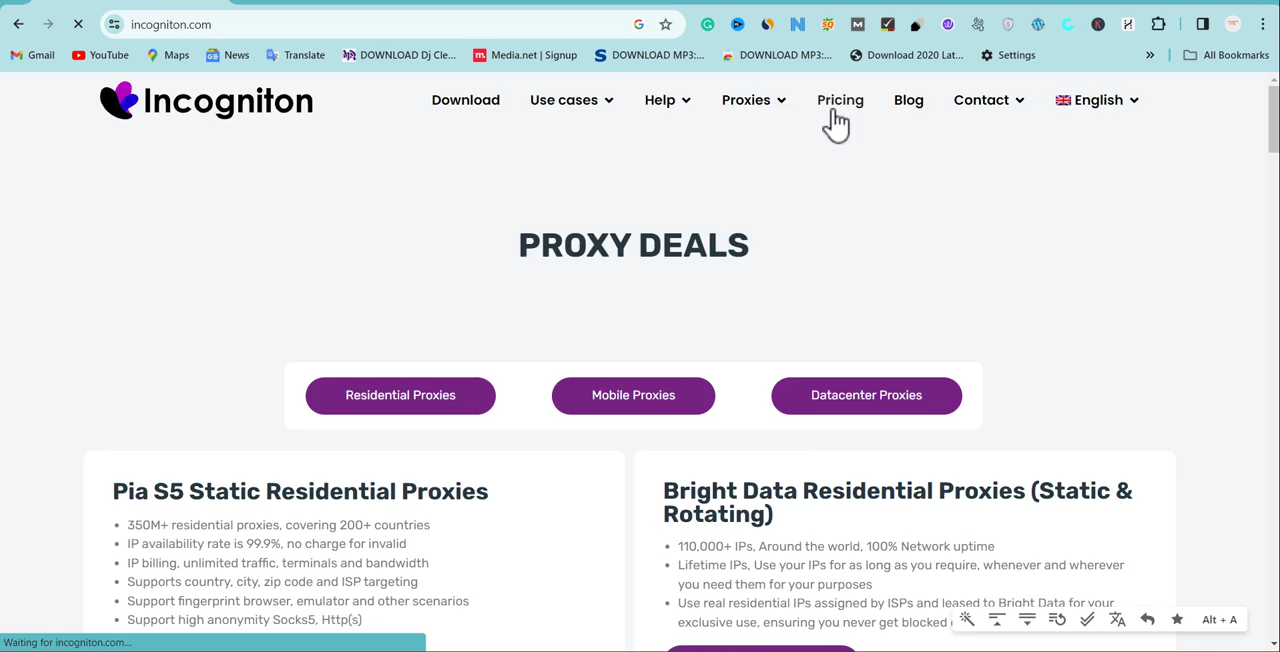 incogniton.com
Gmail YouTube Maps News Translate DOWNLOAD Dj Cle... Media.net | Signup DOWNLOAD MP3:... DOWNLOAD MP3:... Download 2020 Lat... Settings » All Bookmarks
Incogniton Download Use cases Help Proxies Pricing Blog Contact English
PROXY DEALS
Residential Proxies Mobile Proxies Datacenter Proxies
Pia S5 Static Residential Proxies
• 350M+ residential proxies, covering 200+ countries
• IP availability rate is 99.9%, no charge for invalid
• IP billing, unlimited traffic, terminals and bandwidth
• Supports country, city, zip code and ISP targeting
• Support fingerprint browser, emulator and other scenarios
• Support high anonymity Socks5, Http(s)
Bright Data Residential Proxies (Static &
Rotating)
• 110,000+ IPs, Around the world, 100% Network uptime
• Lifetime IPs, Use your IPs for as long as you require, whenever and wherever
you need them for your purposes
• Use real residential IPs assigned by ISPs and leased to Bright Data for your
exclusive use, ensuring you never get blocked
Alt + A
Waiting for incogniton.com...